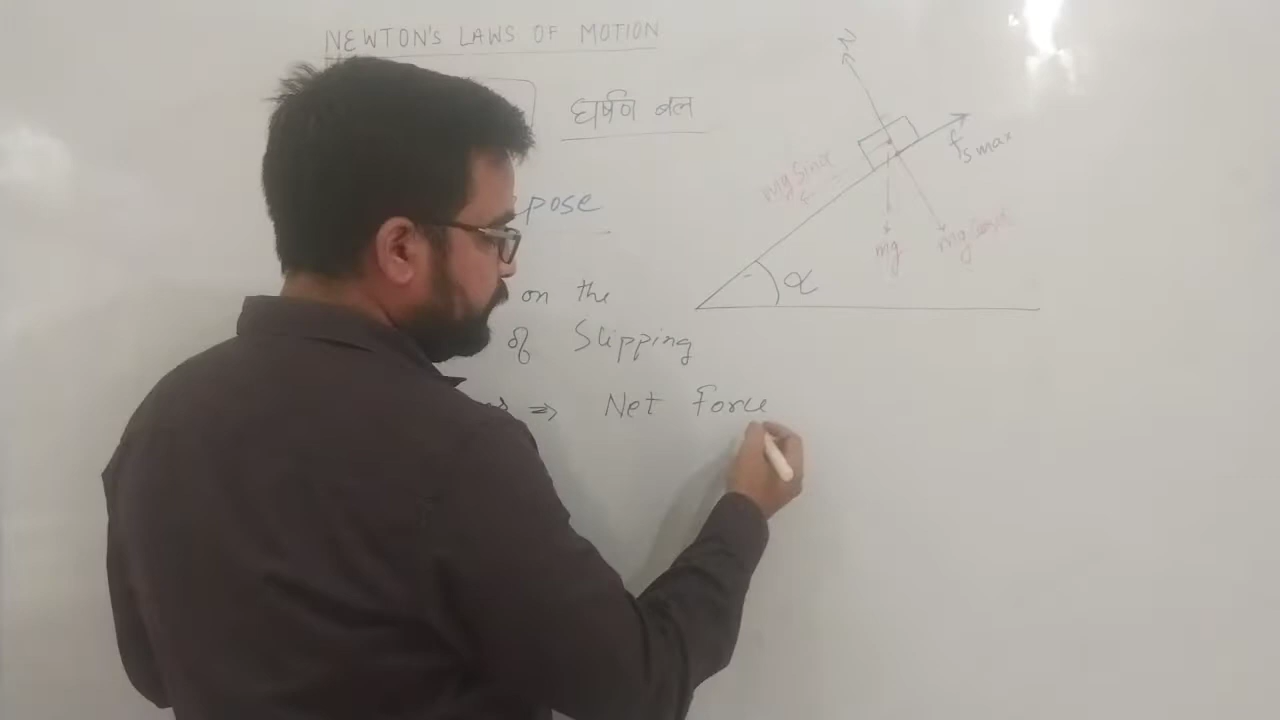 NEWTON's LAWS OF MOTION
घर्षण बल
pose
on the
of Slipping
⇒ Net Force
N
fs max
mg Sinα
mg
mg Cosα
α